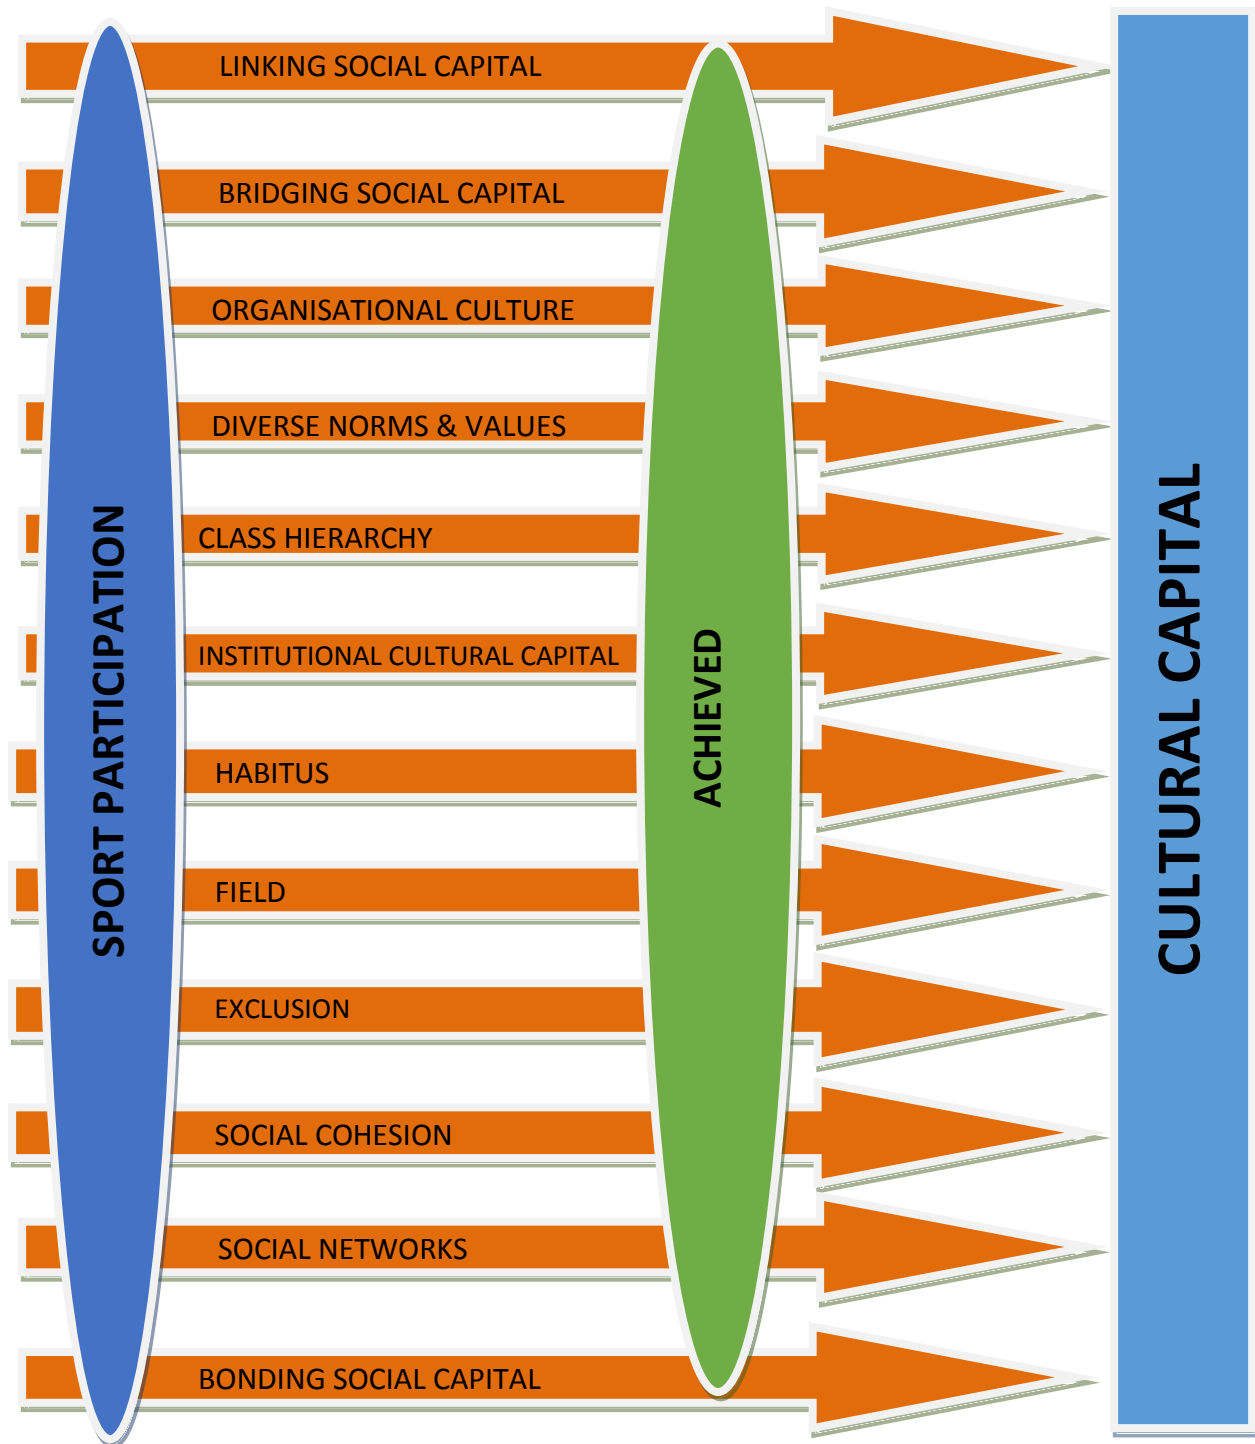 LINKING SOCIAL CAPITAL
BRIDGING SOCIAL CAPITAL
ORGANISATIONAL CULTURE
DIVERSE NORMS & VALUES
CLASS HIERARCHY
INSTITUTIONAL CULTURAL CAPITAL
HABITUS
FIELD
EXCLUSION
SOCIAL COHESION
SOCIAL NETWORKS
BONDING SOCIAL CAPITAL
SPORT PARTICIPATION
ACHIEVED
CULTURAL CAPITAL